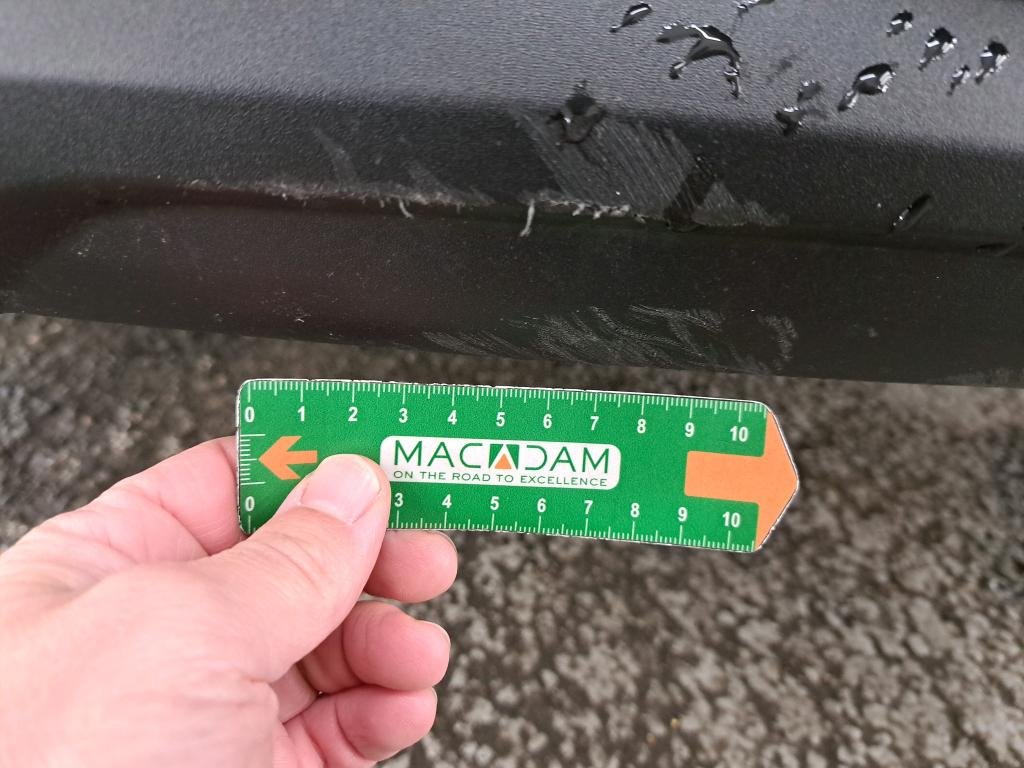 0 1 2 3 4 5 6 7 8 9 10
MACADAM
ON THE ROAD TO EXCELLENCE
0 3 4 5 6 7 8 9 10